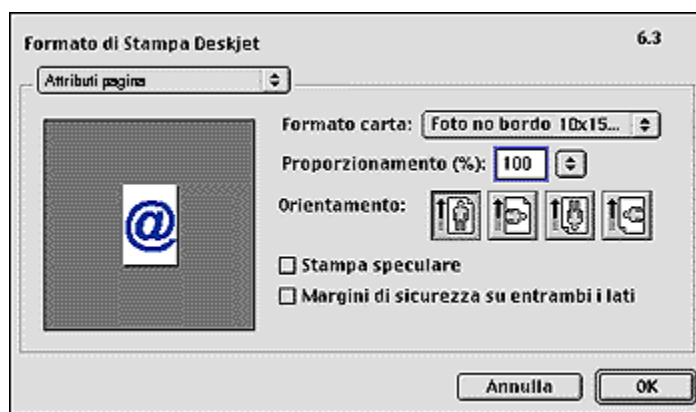 Formato di Stampa Deskjet 6.3
Attributi pagina
Formato carta: Foto no bordo 10x15...
Proporzionamento (%): 100
@
Orientamento:
Stampa speculare
Margini di sicurezza su entrambi i lati
Annulla OK